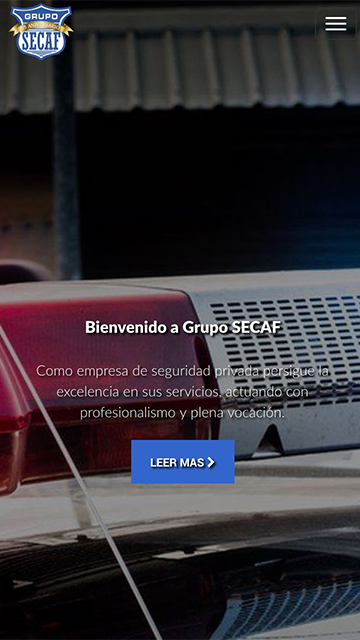 GRUPO
SECAF
Bienvenido a Grupo SECAF
Como empresa de seguridad privada persigue la
excelencia en sus servicios, actuando con
profesionalismo y plena vocación.
LEER MAS